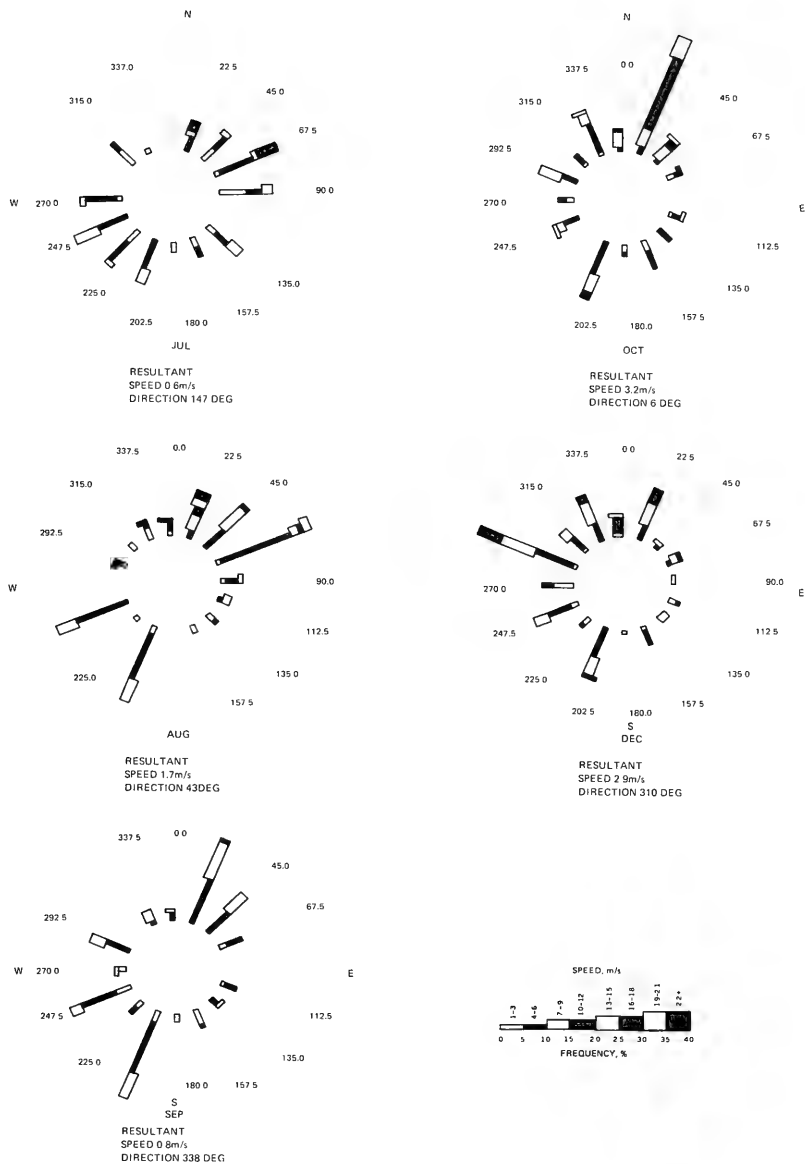 N
337.0
22 5
315 0
45 0
67 5
W
270 0
90 0
247 5
225 0
135.0
202.5
180 0
157.5
JUL
RESULTANT
SPEED 0 6m/s
DIRECTION 147 DEG
N
0 0
337 5
315 0
45.0
292 5
67 5
270 0
E
247.5
112.5
225 0
135 0
202.5
180.0
157 5
OCT
RESULTANT
SPEED 3.2m/s
DIRECTION 6 DEG
337.5
0.0
22 5
315.0
45 0
292.5
W
90.0
112.5
225.0
135 0
157 5
AUG
RESULTANT
SPEED 1.7m/s
DIRECTION 43DEG
0 0
337.5
22 5
315 0
45 0
67 5
270 0
90.0
E
247.5
112 5
225 0
135 0
202 5
180.0
157 5
S
DEC
RESULTANT
SPEED 2 9m/s
DIRECTION 310 DEG
337 5
0 0
45.0
67.5
292 5
W
270 0
E
247 5
112.5
225 0
135.0
180 0
157 5
S
SEP
RESULTANT
SPEED 0 8m/s
DIRECTION 338 DEG
SPEED, m/s
1-3
4-6
7-9
10-12
13-15
16-18
19-21
22+
0 5 10 15 20 25 30 35 40
FREQUENCY, %